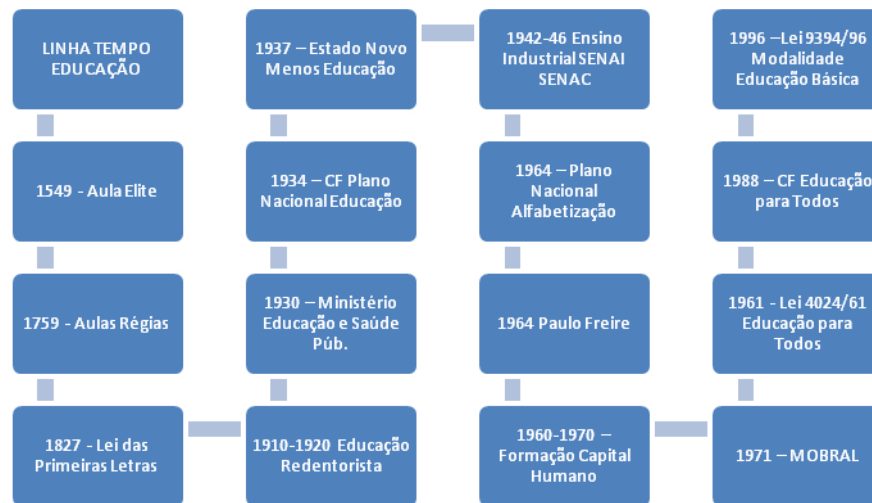 LINHA TEMPO
EDUCAÇÃO
1549 - Aula Elite
1759 - Aulas Régias
1827 - Lei das
Primeiras Letras
1910-1920 Educação
Redentorista
1930 – Ministério
Educação e Saúde
Púb.
1934 – CF Plano
Nacional Educação
1937 – Estado Novo
Menos Educação
1942-46 Ensino
Industrial SENAI
SENAC
1964 – Plano
Nacional
Alfabetização
1964 Paulo Freire
1960-1970 –
Formação Capital
Humano
1971 – MOBRAL
1961 - Lei 4024/61
Educação para
Todos
1988 – CF Educação
para Todos
1996 –Lei 9394/96
Modalidade
Educação Básica